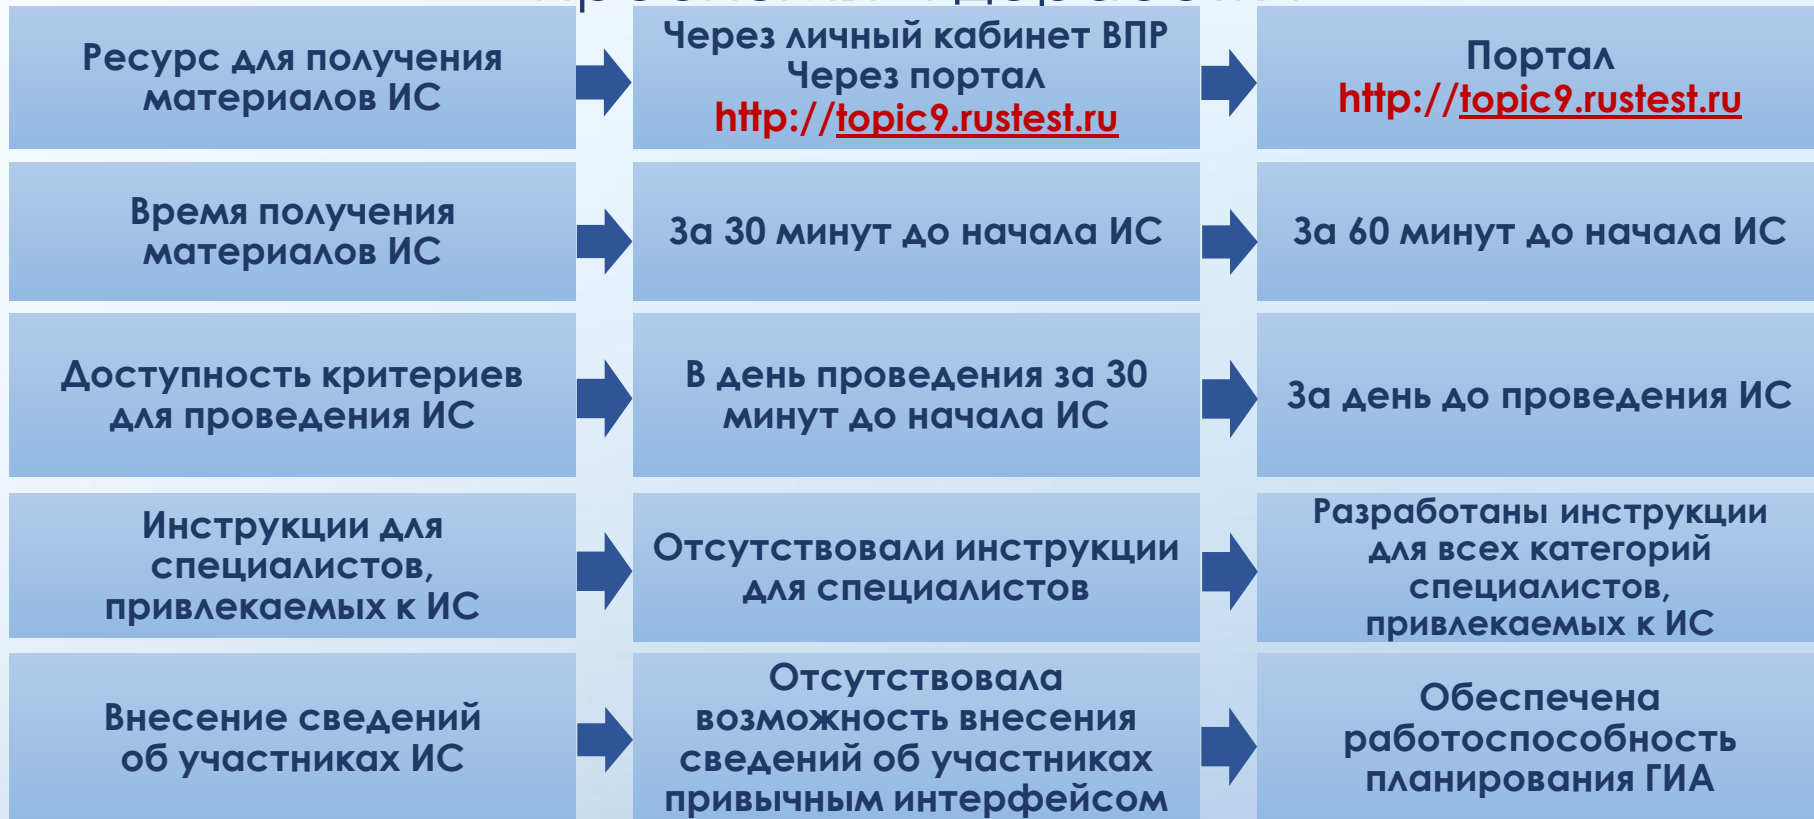 Ресурс для получения
материалов ИС
Через личный кабинет ВПР
Через портал
http://topic9.rustest.ru
Портал
http://topic9.rustest.ru
Время получения
материалов ИС
За 30 минут до начала ИС
За 60 минут до начала ИС
Доступность критериев
для проведения ИС
В день проведения за 30
минут до начала ИС
За день до проведения ИС
Инструкции для
специалистов,
привлекаемых к ИС
Отсутствовали инструкции
для специалистов
Разработаны инструкции
для всех категорий
специалистов,
привлекаемых к ИС
Внесение сведений
об участниках ИС
Отсутствовала
возможность внесения
сведений об участниках
привычным интерфейсом
Обеспечена
работоспособность
планирования ГИА